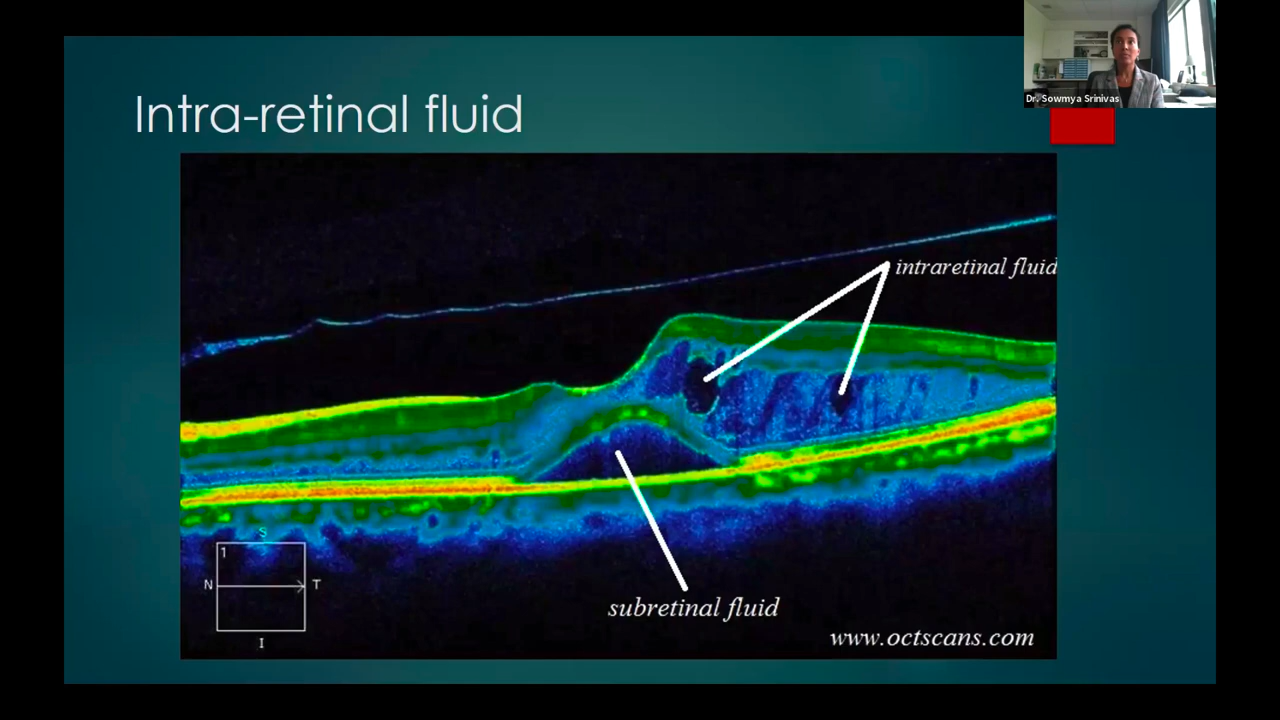 Dr. Sowmya Srinivas
Intra-retinal fluid
intraretinal fluid
S
1
N
T
I
subretinal fluid
www.octscans.com